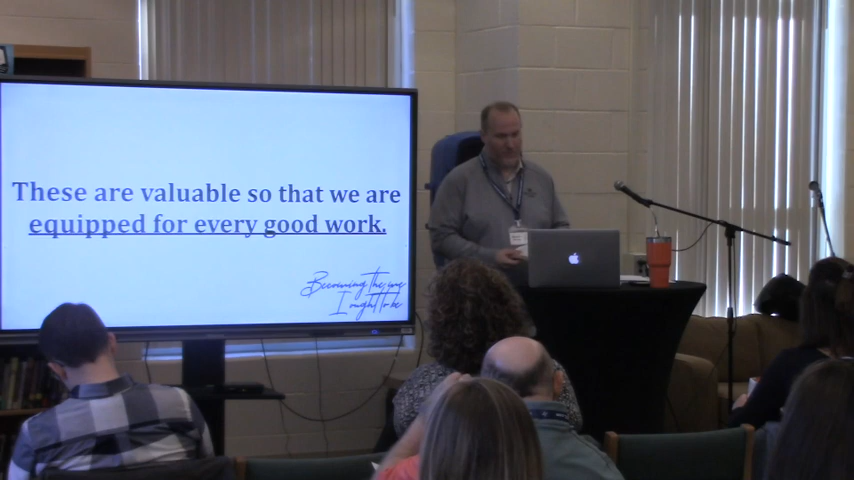 These are valuable so that we are
equipped for every good work.
Becoming the one
I ought to be